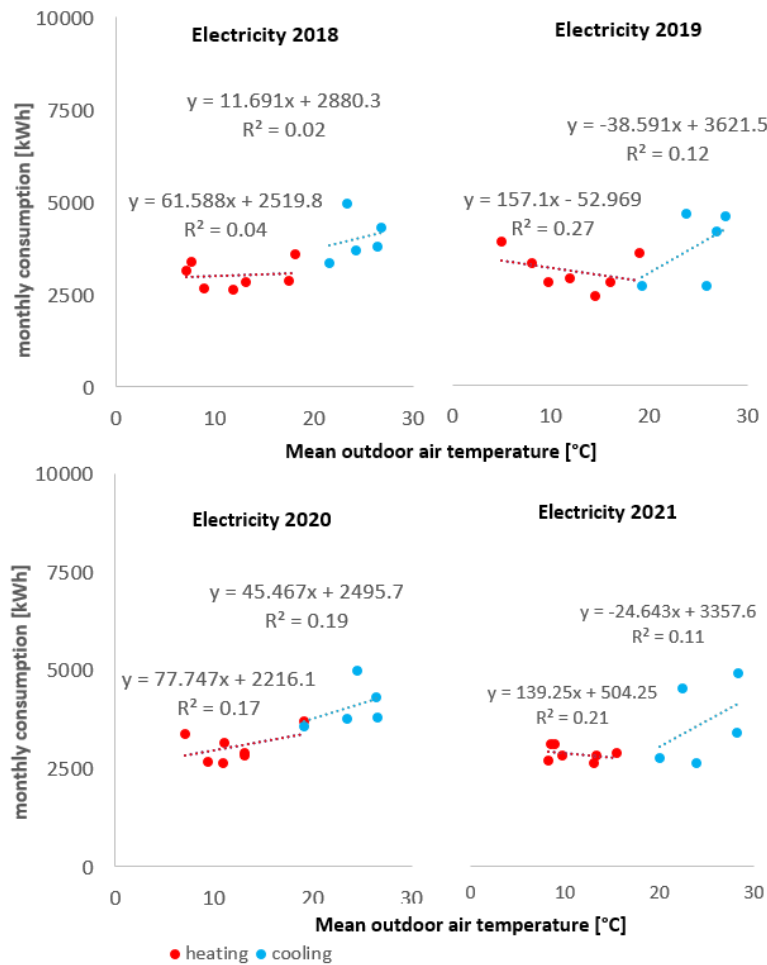 monthly consumption [kWh]
10000
7500
5000
2500
0
Electricity 2018
y = 11.691x + 2880.3
R² = 0.02
y = 61.588x + 2519.8
R² = 0.04
0
10
20
30
Electricity 2019
y = -38.591x + 3621.5
R² = 0.12
y = 157.1x - 52.969
R² = 0.27
0
10
20
30
Mean outdoor air temperature [°C]
monthly consumption [kWh]
10000
7500
5000
2500
0
Electricity 2020
y = 45.467x + 2495.7
R² = 0.19
y = 77.747x + 2216.1
R² = 0.17
0
10
20
30
Electricity 2021
y = -24.643x + 3357.6
R² = 0.11
y = 139.25x + 504.25
R² = 0.21
0
10
20
30
Mean outdoor air temperature [°C]
heating
cooling